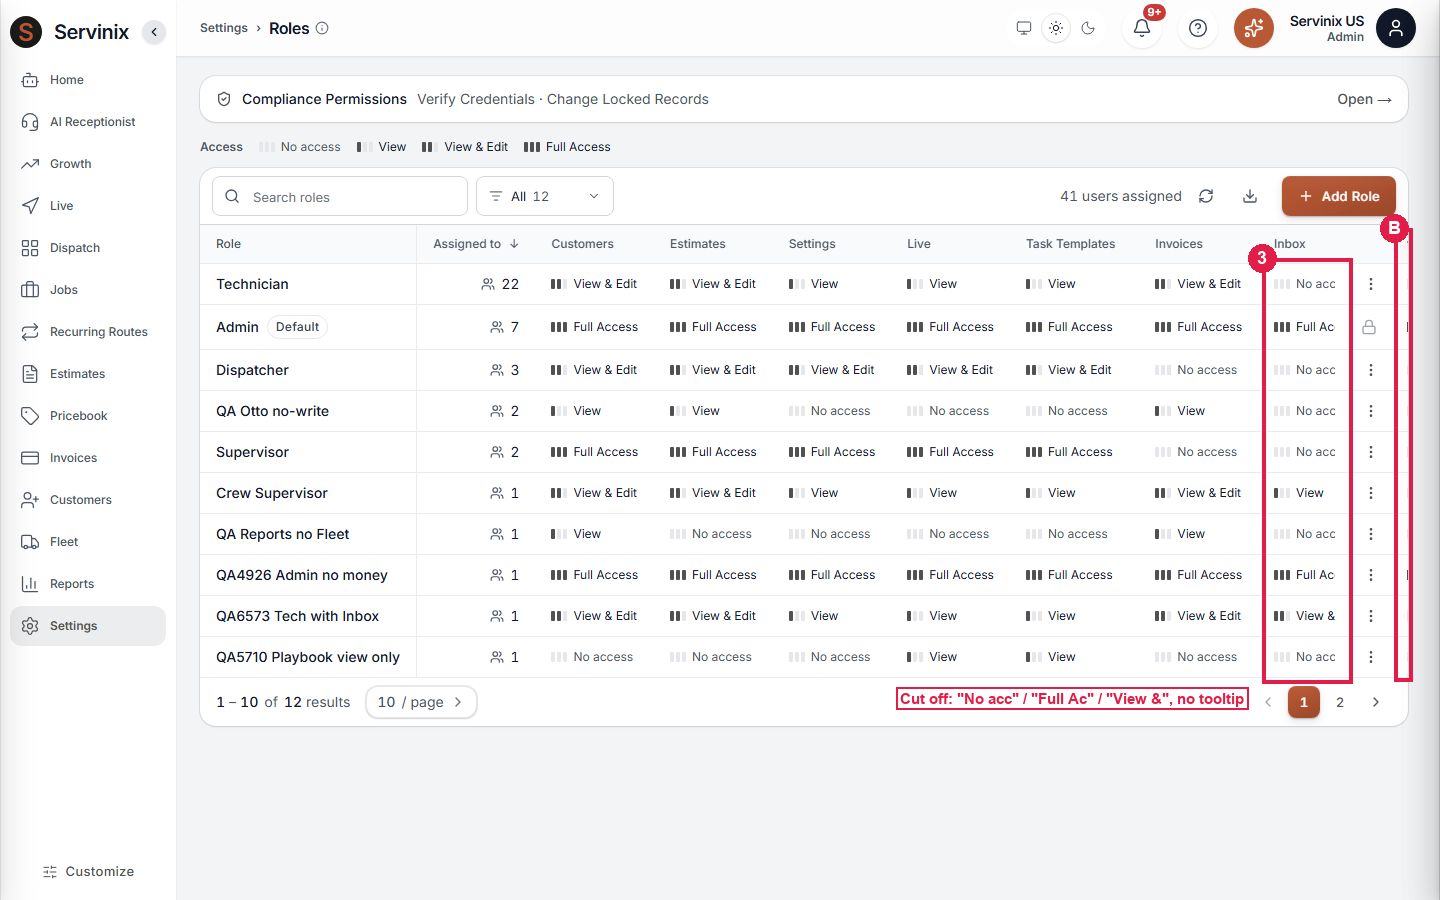 Servinix
Settings › Roles
9+
Servinix US
Admin
Home
AI Receptionist
Growth
Live
Dispatch
Jobs
Recurring Routes
Estimates
Pricebook
Invoices
Customers
Fleet
Reports
Settings
Customize
Compliance Permissions Verify Credentials · Change Locked Records Open →
Access No access View View & Edit Full Access
Search roles All 12 41 users assigned + Add Role
B
Role Assigned to ↓ Customers Estimates Settings Live Task Templates Invoices Inbox
3
Technician 22 View & Edit View & Edit View View View View & Edit No acc
Admin Default 7 Full Access Full Access Full Access Full Access Full Access Full Access Full Ac
Dispatcher 3 View & Edit View & Edit View & Edit View & Edit View & Edit No access No acc
QA Otto no-write 2 View View No access No access No access View No acc
Supervisor 2 Full Access Full Access Full Access Full Access Full Access No access No acc
Crew Supervisor 1 View & Edit View & Edit View View View View & Edit View
QA Reports no Fleet 1 View No access No access No access No access View No acc
QA4926 Admin no money 1 Full Access Full Access Full Access Full Access Full Access Full Access Full Ac
QA6573 Tech with Inbox 1 View & Edit View & Edit View View View View & Edit View &
QA5710 Playbook view only 1 No access No access No access View View No access No acc
1 – 10 of 12 results 10 / page Cut off: "No acc" / "Full Ac" / "View &", no tooltip 1 2